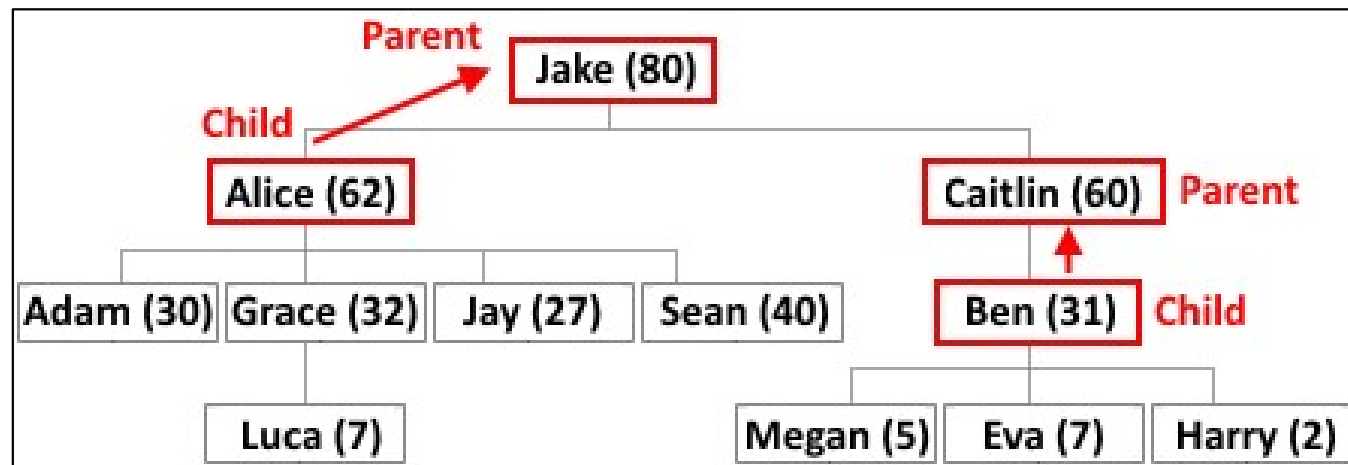 Parent
Jake (80)
Child
Alice (62)
Caitlin (60) Parent
Adam (30) Grace (32) Jay (27) Sean (40) Ben (31) Child
Luca (7) Megan (5) Eva (7) Harry (2)